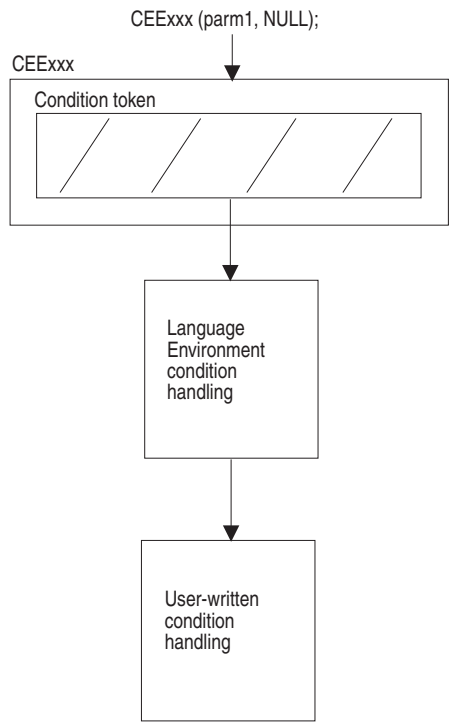 CEExxx (parm1, NULL);
CEExxx
Condition token
Language
Environment
condition
handling
User-written
condition
handling